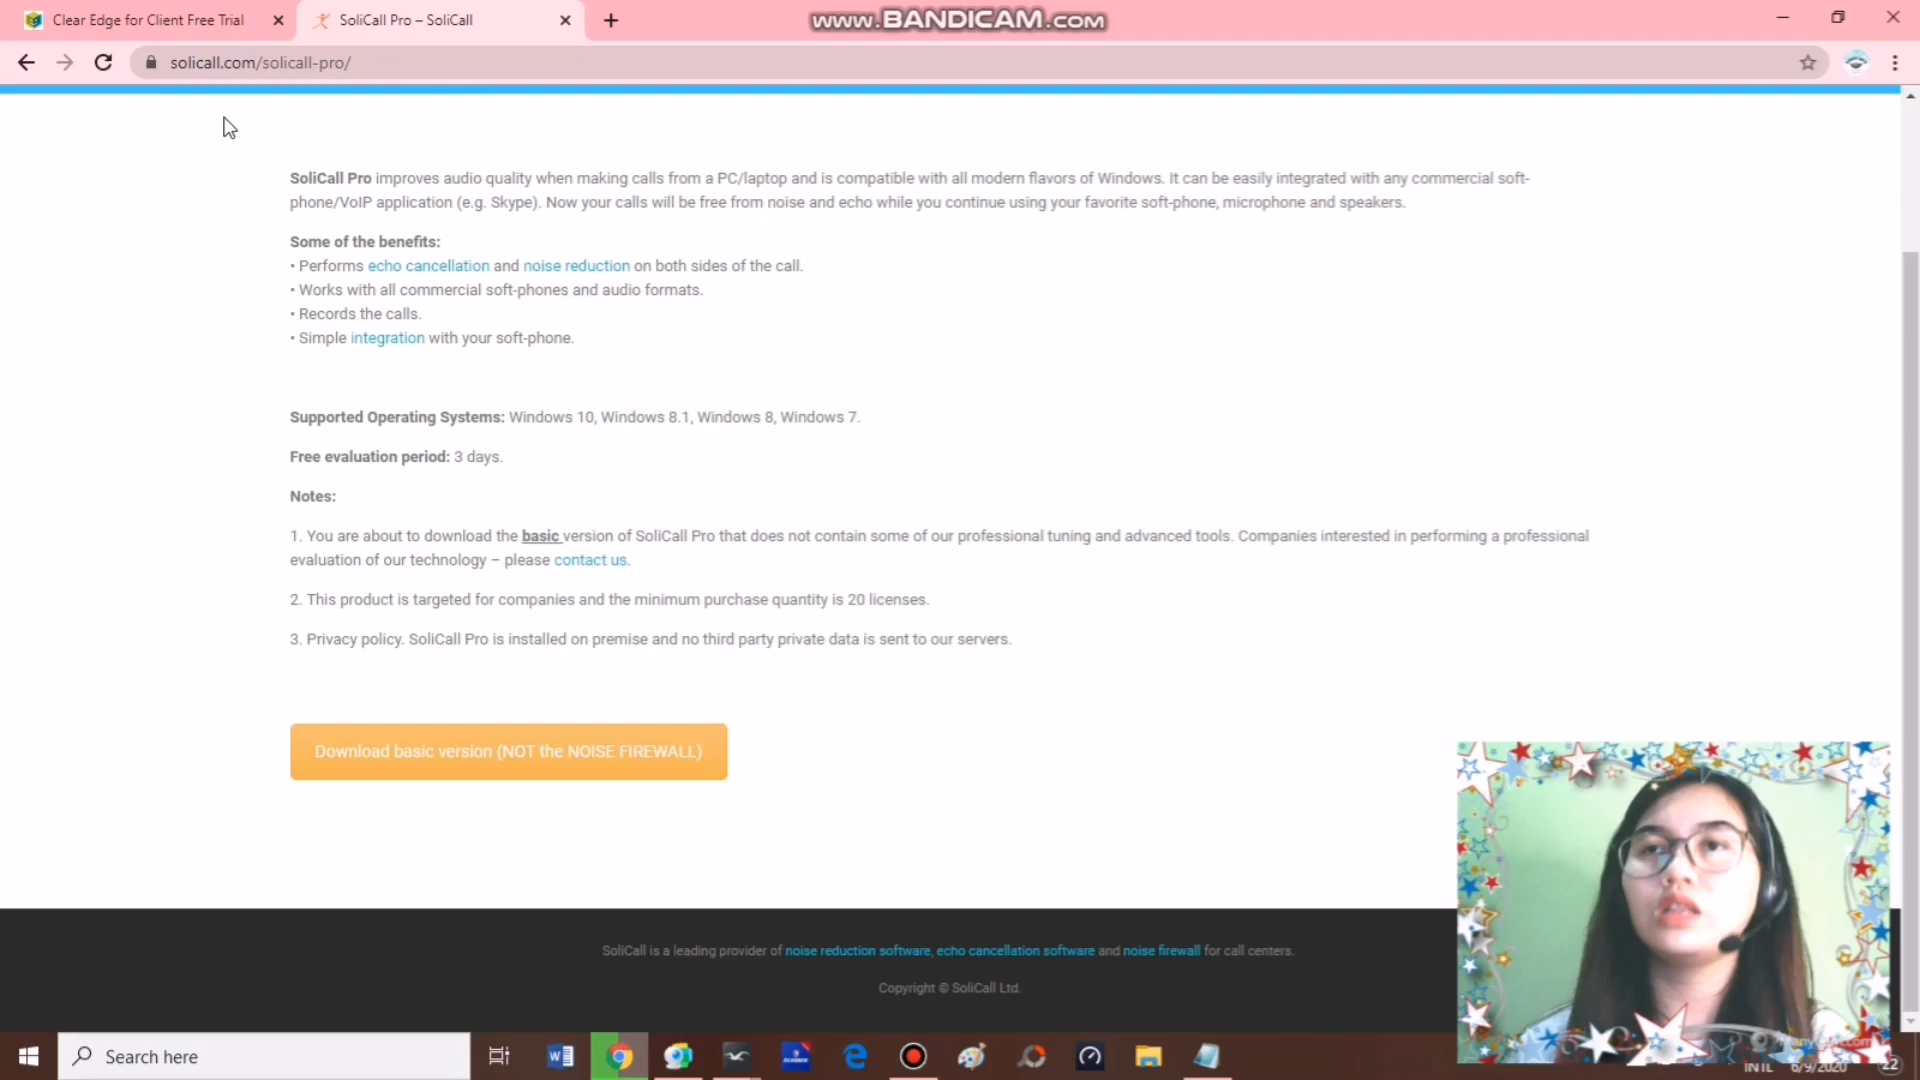 Clear Edge for Client Free Trial
SoliCall Pro – SoliCall
www.BANDICAM.com
solicall.com/solicall-pro/
SoliCall Pro improves audio quality when making calls from a PC/laptop and is compatible with all modern flavors of Windows. It can be easily integrated with any commercial soft-
phone/VoIP application (e.g. Skype). Now your calls will be free from noise and echo while you continue using your favorite soft-phone, microphone and speakers.
Some of the benefits:
• Performs echo cancellation and noise reduction on both sides of the call.
• Works with all commercial soft-phones and audio formats.
• Records the calls.
• Simple integration with your soft-phone.
Supported Operating Systems: Windows 10, Windows 8.1, Windows 8, Windows 7.
Free evaluation period: 3 days.
Notes:
1. You are about to download the basic version of SoliCall Pro that does not contain some of our professional tuning and advanced tools. Companies interested in performing a professional
evaluation of our technology – please contact us.
2. This product is targeted for companies and the minimum purchase quantity is 20 licenses.
3. Privacy policy. SoliCall Pro is installed on premise and no third party private data is sent to our servers.
Download basic version (NOT the NOISE FIREWALL)
SoliCall is a leading provider of noise reduction software, echo cancellation software and noise firewall for call centers.
Copyright © SoliCall Ltd.
Search here
INTL 6/9/2020 22